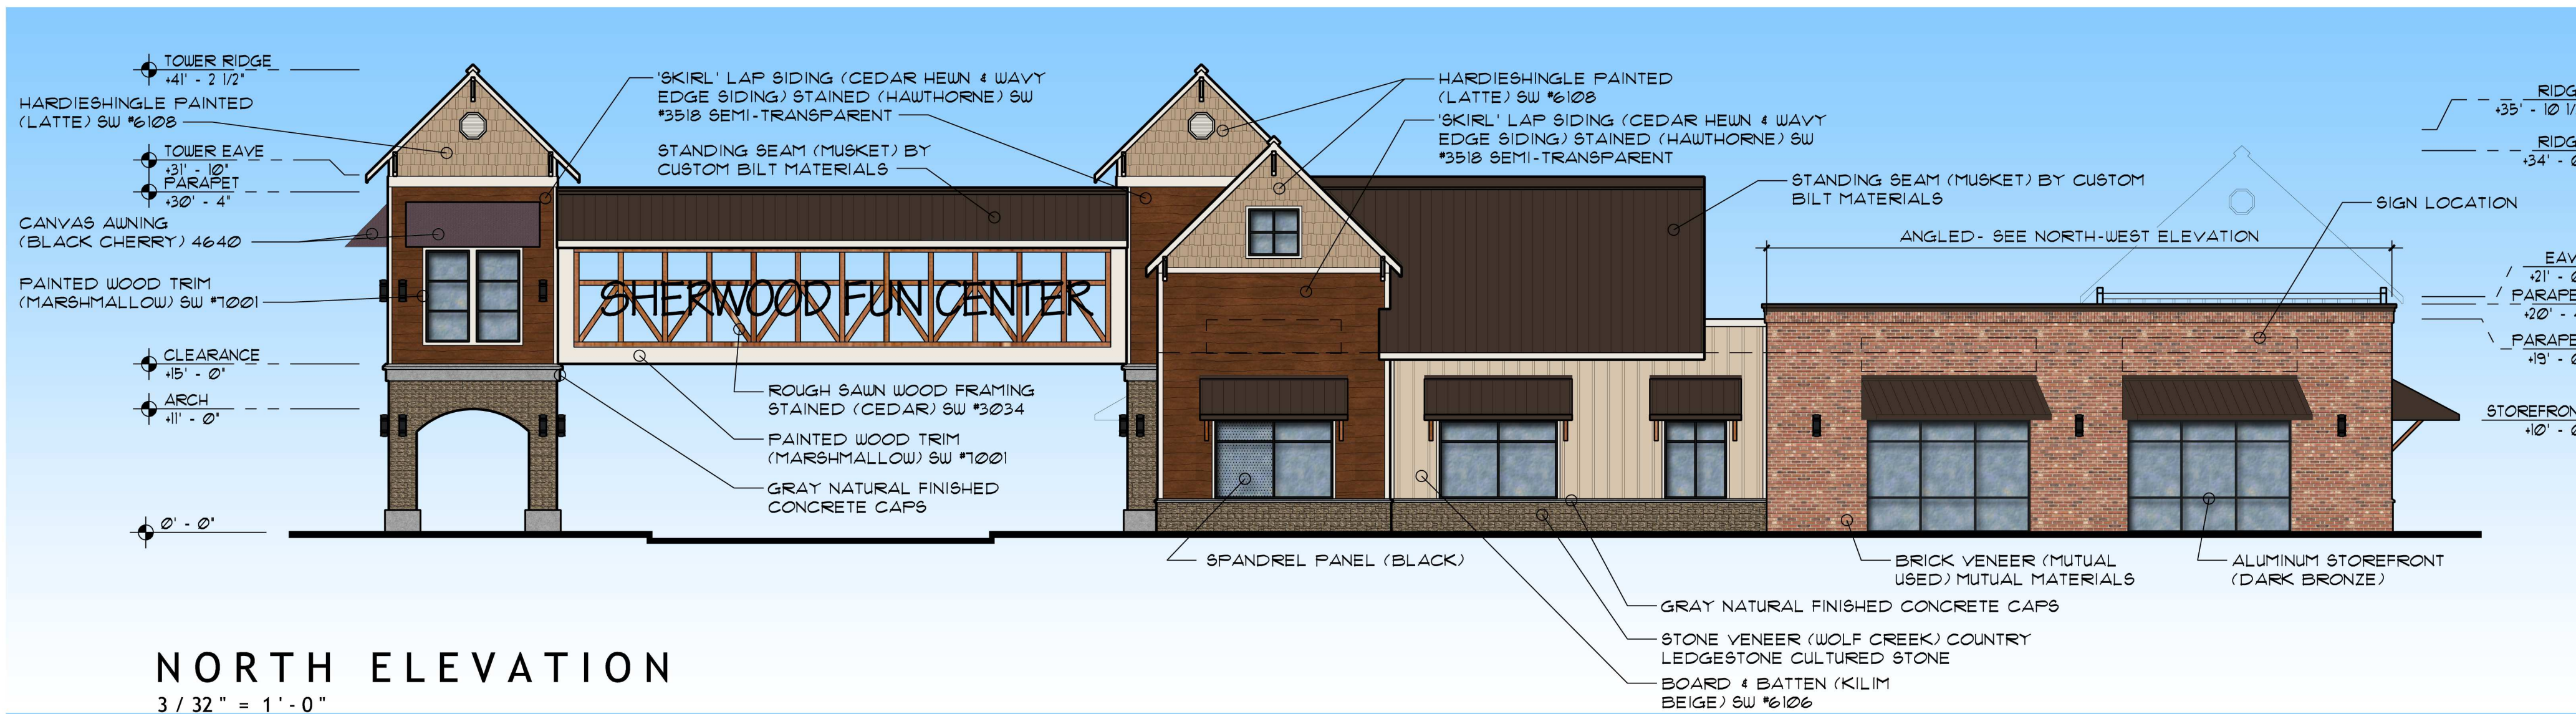 TOWER RIDGE
+41' - 2 1/2"
HARDIESHINGLE PAINTED
(LATTE) SW #6108
TOWER EAVE
+31' - 10"
PARAPET
+30' - 4"
CANVAS AWNING
(BLACK CHERRY) 4640
PAINTED WOOD TRIM
(MARSHMALLOW) SW #7001
CLEARANCE
+15' - 0"
ARCH
+11' - 0"
0' - 0"
'SKIRL' LAP SIDING (CEDAR HEWN & WAVY
EDGE SIDING) STAINED (HAWTHORNE) SW
#3518 SEMI-TRANSPARENT
STANDING SEAM (MUSKET) BY
CUSTOM BILT MATERIALS
SHERWOOD FUN CENTER
ROUGH SAWN WOOD FRAMING
STAINED (CEDAR) SW #3034
PAINTED WOOD TRIM
(MARSHMALLOW) SW #7001
GRAY NATURAL FINISHED
CONCRETE CAPS
HARDIESHINGLE PAINTED
(LATTE) SW #6108
'SKIRL' LAP SIDING (CEDAR HEWN & WAVY
EDGE SIDING) STAINED (HAWTHORNE) SW
#3518 SEMI-TRANSPARENT
STANDING SEAM (MUSKET) BY CUSTOM
BILT MATERIALS
SIGN LOCATION
ANGLED- SEE NORTH-WEST ELEVATION
SPANDREL PANEL (BLACK)
BRICK VENEER (MUTUAL
USED) MUTUAL MATERIALS
ALUMINUM STOREFRONT
(DARK BRONZE)
GRAY NATURAL FINISHED CONCRETE CAPS
STONE VENEER (WOLF CREEK) COUNTRY
LEDGESTONE CULTURED STONE
BOARD & BATTEN (KILIM
BEIGE) SW #6106
RIDG
+35' - 10 1/
RIDG
+34' -
EAV
+21' -
PARAPE
+20' -
PARAPE
+19' -
STOREFRON
+10' -
NORTH ELEVATION
3/32" = 1'-0"